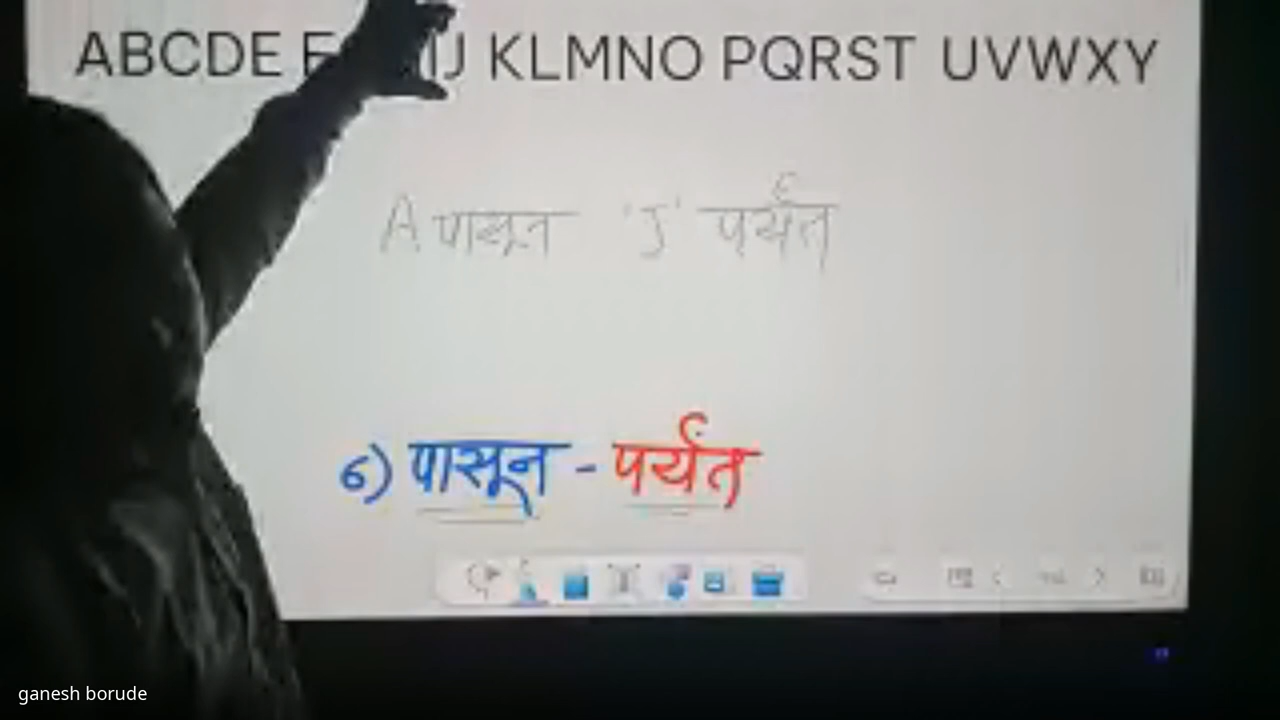 ABCDE F IJ KLMNO PQRST UVWXY
A पासून 'J' पर्यंत
6) पासून - पर्यंत
ganesh borude